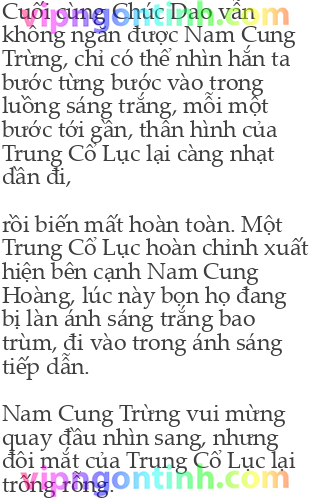 Cuối cùng, Chúc Dao vẫn
không ngăn được Nam Cung
Trừng, chỉ có thể nhìn hắn ta
bước từng bước vào trong
luồng sáng trắng, mỗi một
bước tới gần, thân hình của
Trung Cổ Lục lại càng nhạt
dần đi,
rồi biến mất hoàn toàn. Một
Trung Cổ Lục hoàn chỉnh xuất
hiện bên cạnh Nam Cung
Hoàng, lúc này bọn họ đang
bị làn ánh sáng trắng bao
trùm, đi vào trong ánh sáng
tiếp dẫn.
Nam Cung Trừng vui mừng
quay đầu nhìn sang, nhưng
đôi mắt của Trung Cổ Lục lại
trống rỗng.
vipngontinh.com
vipngontinh.com